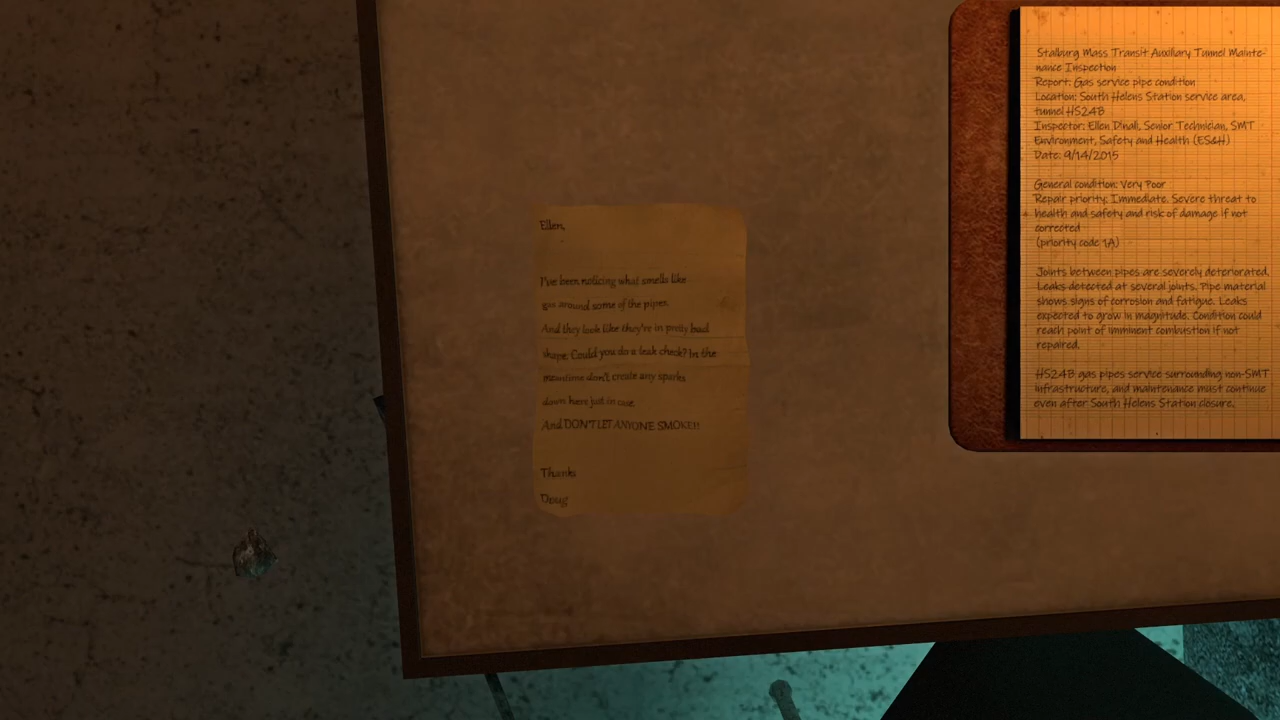 Ellen,
I've been noticing what smells like
gas around some of the pipes.
And they look like they're in pretty bad
shape. Could you do a leak check? In the
meantime don't create any sparks
down here just in case.
And DON'T LET ANYONE SMOKE!!
Thanks
Doug
Stalburg Mass Transit Auxiliary Tunnel Mainte-
nance Inspection
Report: Gas service pipe condition
Location: South Helens Station service area,
tunnel HS24B
Inspector: Ellen Dinali, Senior Technician, SMT
Environment, Safety and Health (ES&H)
Date: 9/14/2015
General condition: Very Poor
Repair priority: Immediate. Severe threat to
health and safety and risk of damage if not
corrected
(priority code 1A)
Joints between pipes are severely deteriorated.
Leaks detected at several joints. Pipe material
shows signs of corrosion and fatigue. Leaks
expected to grow in magnitude. Condition could
reach point of imminent combustion if not
repaired.
HS24B gas pipes service surrounding non-SMT
infrastructure, and maintenance must continue
even after South Helens Station closure.